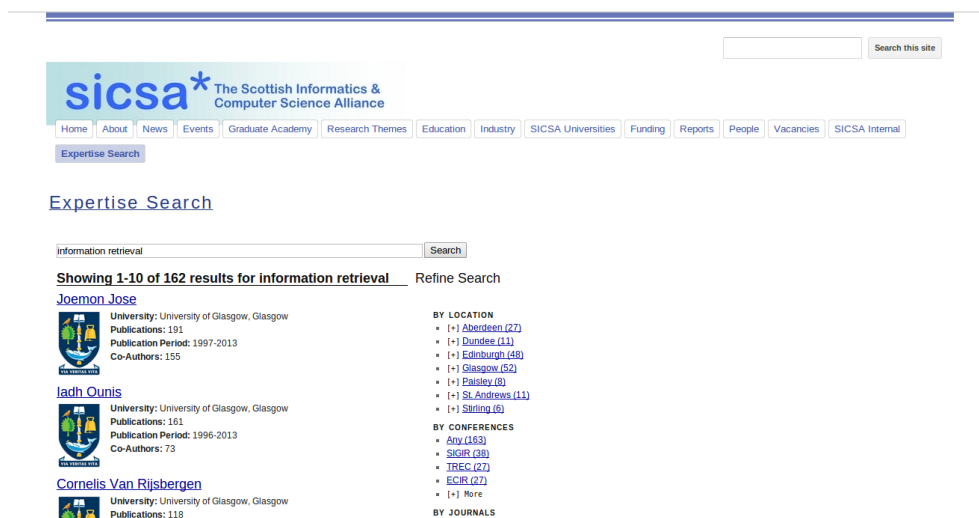 Search this site
sicsa* The Scottish Informatics &
Computer Science Alliance
Home About News Events Graduate Academy Research Themes Education Industry SICSA Universities Funding Reports People Vacancies SICSA Internal
Expertise Search
Expertise Search
information retrieval Search
Showing 1-10 of 162 results for information retrieval
Joemon Jose
VIA VERITAS VITA
University: University of Glasgow, Glasgow
Publications: 191
Publication Period: 1997-2013
Co-Authors: 155
Iadh Ounis
VIA VERITAS VITA
University: University of Glasgow, Glasgow
Publications: 161
Publication Period: 1996-2013
Co-Authors: 73
Cornelis Van Rijsbergen
University: University of Glasgow, Glasgow
Publications: 118
Refine Search
BY LOCATION
[+] Aberdeen (27)
[+] Dundee (11)
[+] Edinburgh (48)
[+] Glasgow (52)
[+] Paisley (8)
[+] St. Andrews (11)
[+] Stirling (6)
BY CONFERENCES
Any (163)
SIGIR (38)
TREC (27)
ECIR (27)
[+] More
BY JOURNALS